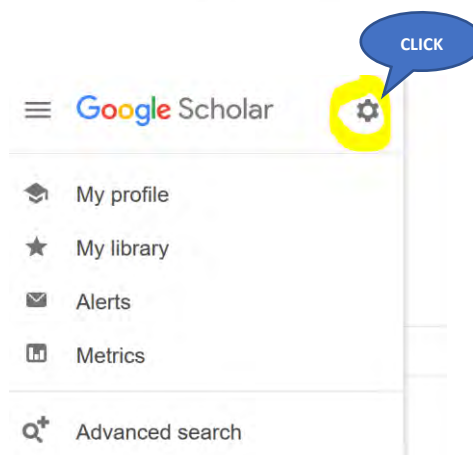 CLICK
Google Scholar
My profile
My library
Alerts
Metrics
Advanced search